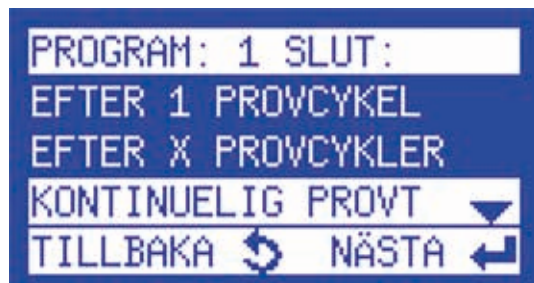 PROGRAM: 1 SLUT:
EFTER 1 PROVCYKEL
EFTER X PROVCYKLER
KONTINUELIG PROVT
TILLBAKA NÄSTA